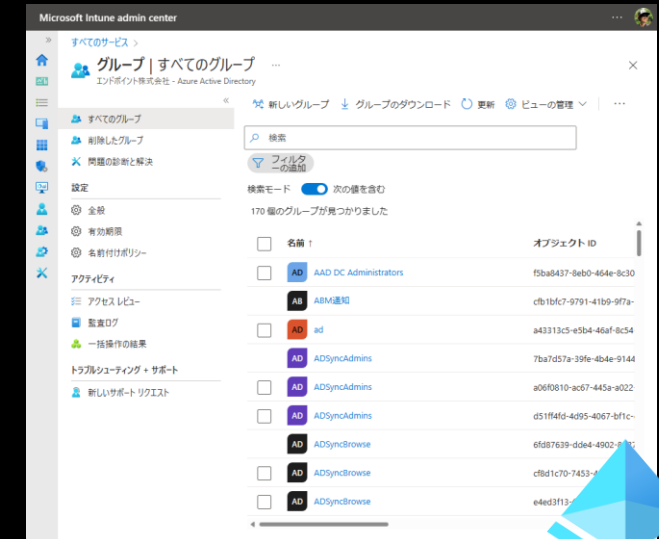 Microsoft Intune admin center
すべてのサービス >
グループ | すべてのグループ
エンドポイント株式会社 - Azure Active Directory
すべてのグループ
削除したグループ
問題の診断と解決
設定
全般
有効期限
名前付けポリシー
アクティビティ
アクセス レビュー
監査ログ
一括操作の結果
トラブルシューティング + サポート
新しいサポート リクエスト
新しいグループ グループのダウンロード 更新 ビューの管理
検索
フィルター
の追加
検索モード 次の値を含む
170 個のグループが見つかりました
名前 ↑ オブジェクト ID
AD AAD DC Administrators f5ba8437-8eb0-464e-8c30
AB ABM通知 cfb1bfc7-9791-41b9-9f7a-
AD ad a43313c5-e5b4-46af-8c54
AD ADSyncAdmins 7ba7d57a-39fe-4b4e-9144
AD ADSyncAdmins a06f0810-ac67-445a-a022
AD ADSyncAdmins d51ff4fd-4d95-4067-bf1c-
AD ADSyncBrowse 6fd87639-dde4-4902-
AD ADSyncBrowse cf8d1c70-7453-
AD ADSyncBrowse e4ed3f13-